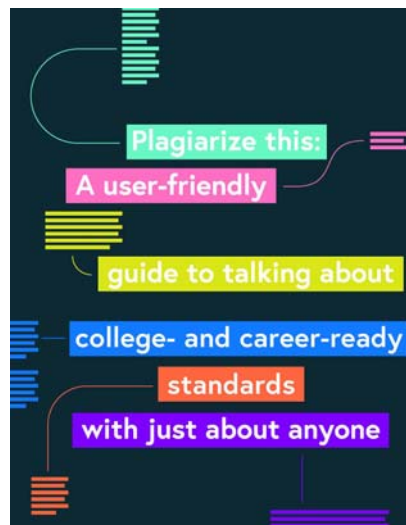 Plagiarize this:
A user-friendly
guide to talking about
college- and career-ready
standards
with just about anyone